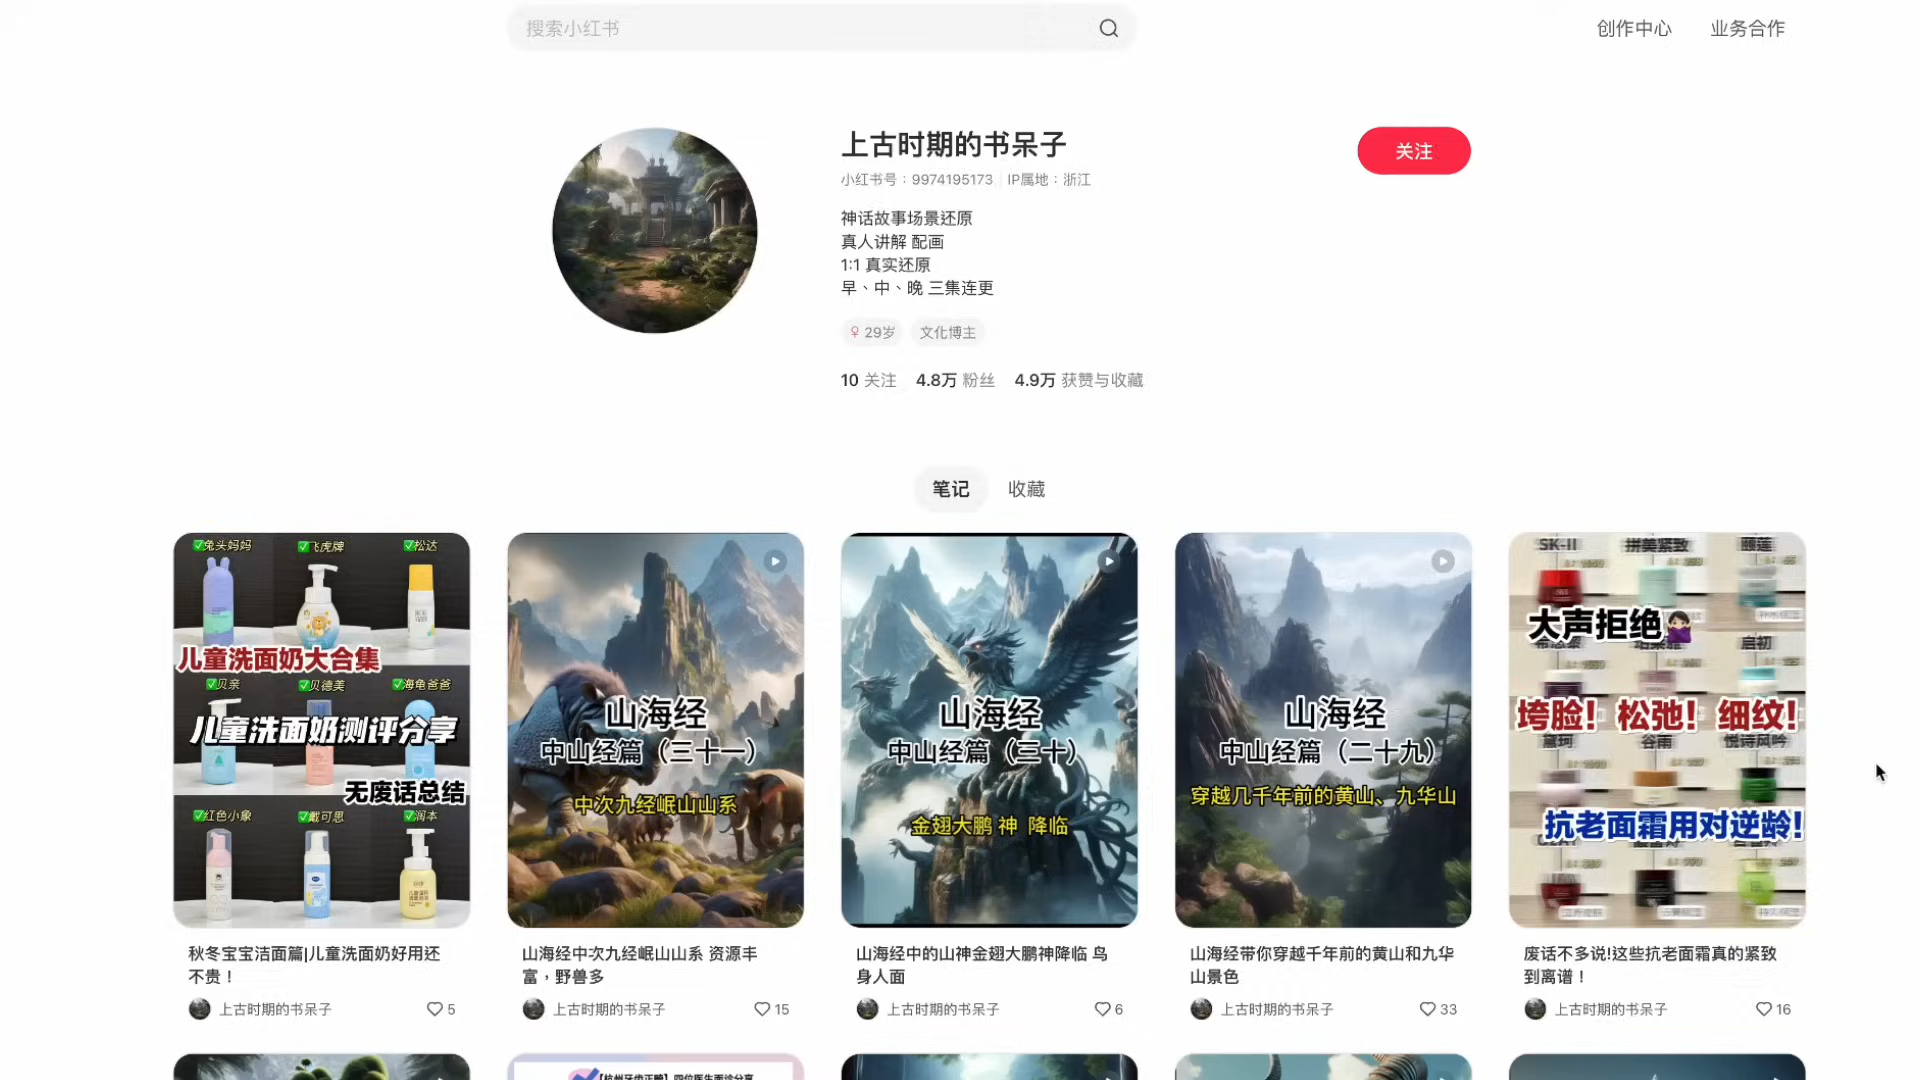 搜索小红书
创作中心
业务合作
上古时期的书呆子
关注
小红书号：9974195173
IP属地：浙江
神话故事场景还原
真人讲解 配画
1:1 真实还原
早、中、晚 三集连更
♀ 29岁
文化博主
10 关注
4.8万 粉丝
4.9万 获赞与收藏
笔记
收藏
兔头妈妈
飞虎牌
松达
儿童洗面奶大合集
贝亲
贝德美
海龟爸爸
儿童洗面奶测评分享
无废话总结
红色小象
戴可思
润本
秋冬宝宝洁面篇|儿童洗面奶好用还
不贵！
上古时期的书呆子
5
山海经
中山经篇（三十一）
中次九经岷山山系
山海经中次九经岷山山系 资源丰
富，野兽多
上古时期的书呆子
15
山海经
中山经篇（三十）
金翅大鹏 神 降临
山海经中的山神金翅大鹏神降临 鸟
身人面
上古时期的书呆子
6
山海经
中山经篇（二十九）
穿越几千年前的黄山、九华山
山海经带你穿越千年前的黄山和九华
山景色
上古时期的书呆子
33
SK-II
大声拒绝
启初
垮脸！松弛！细纹！
谷雨
悦诗风吟
抗老面霜用对逆龄！
废话不多说!这些抗老面霜真的紧致
到离谱！
上古时期的书呆子
16